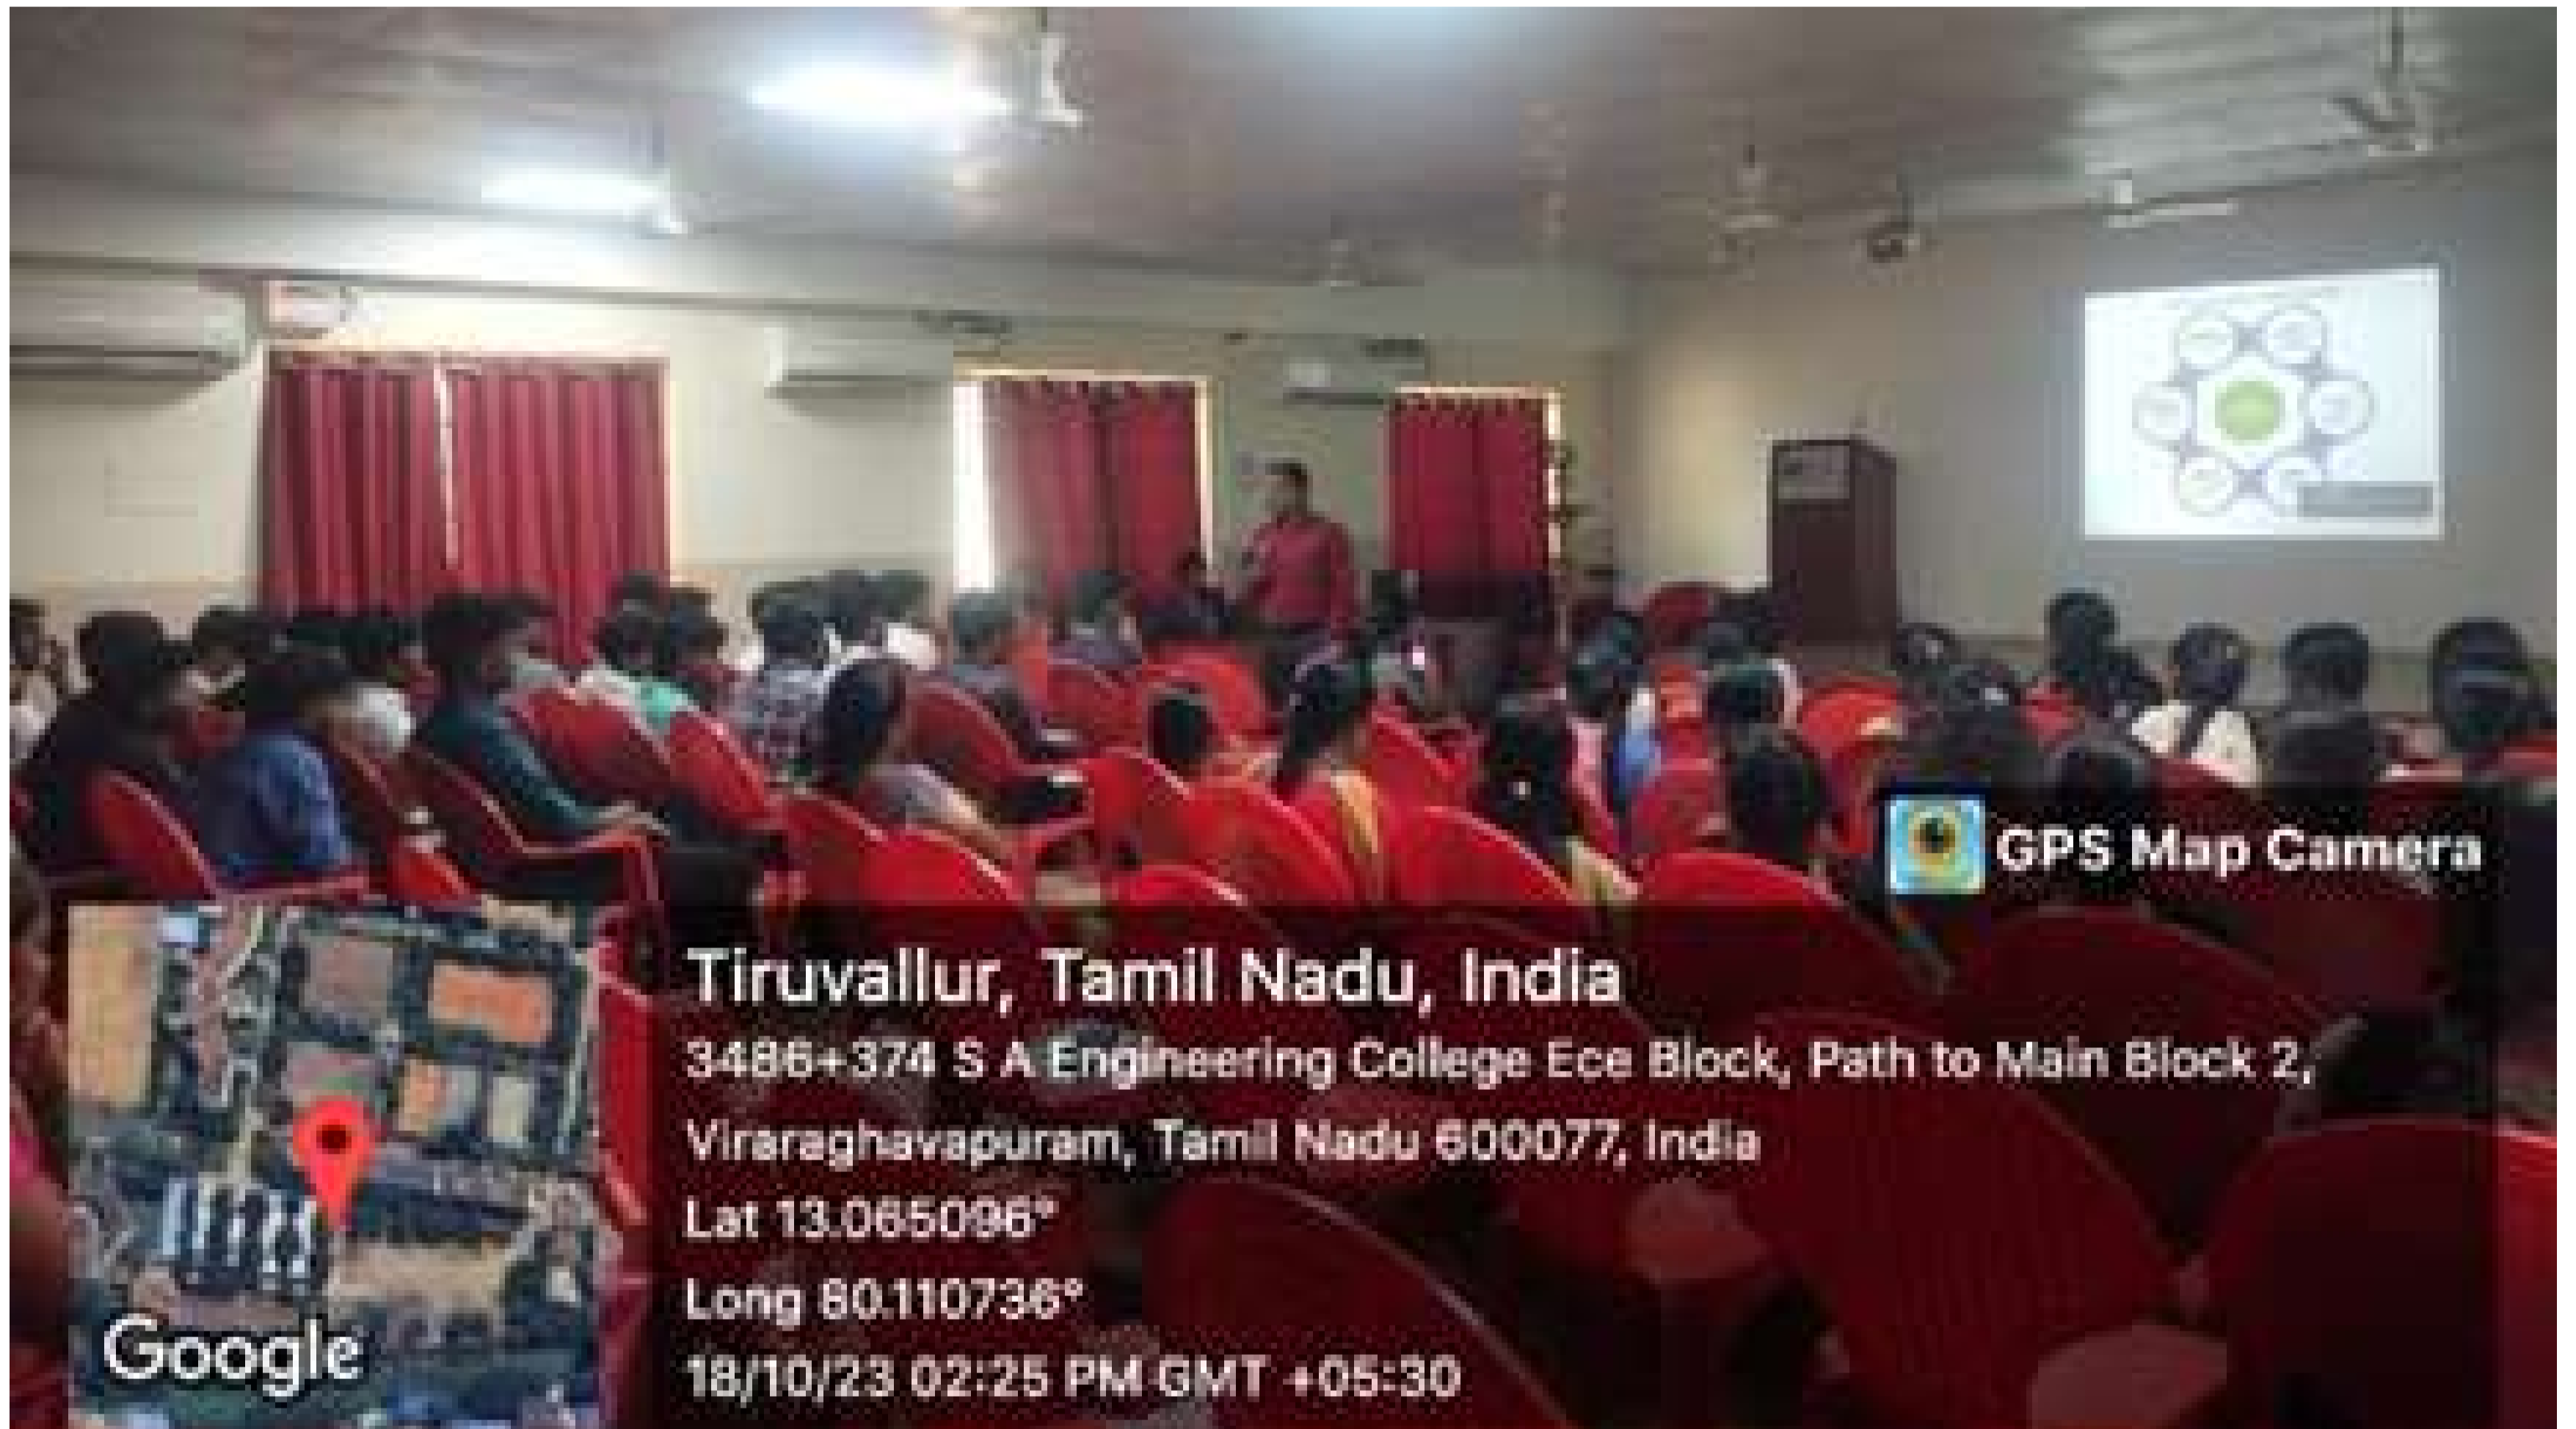 GPS Map Camera
Tiruvallur, Tamil Nadu, India
3486+374 S A Engineering College Ece Block, Path to Main Block 2,
Viraraghavapuram, Tamil Nadu 600077, India
Lat 13.065096°
Long 80.110736°
18/10/23 02:25 PM GMT +05:30
Google